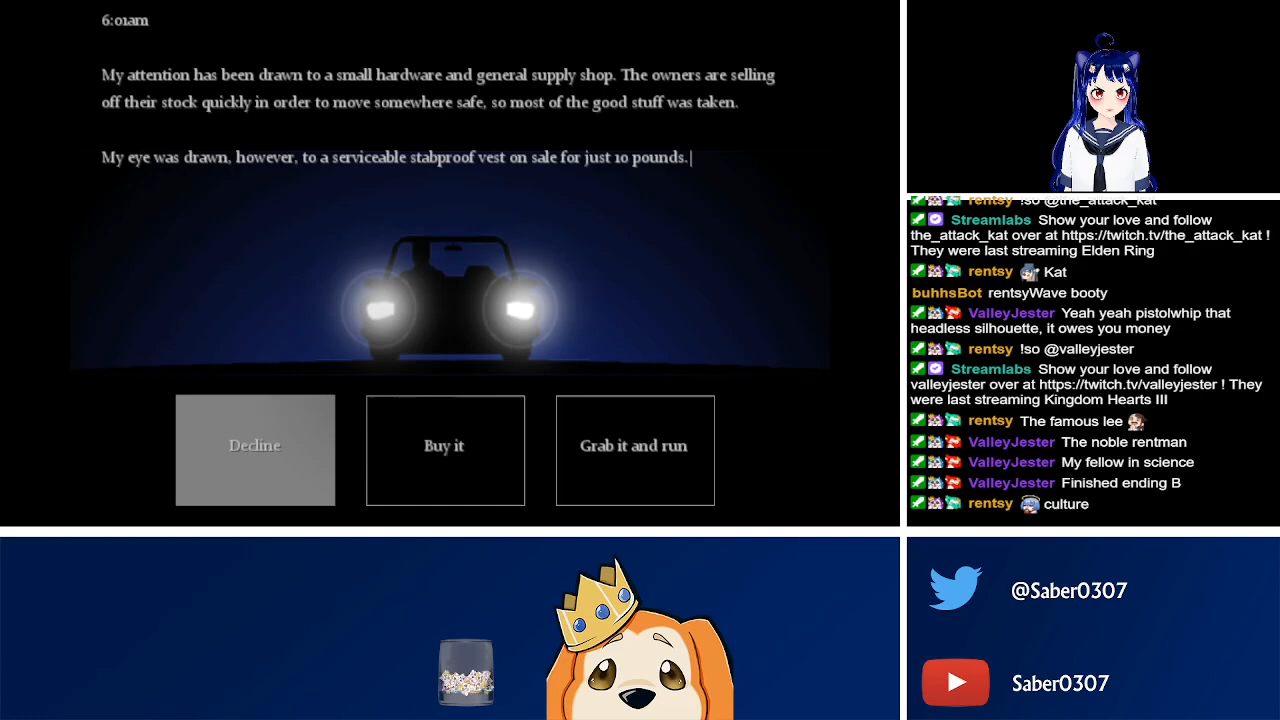 6:01am
My attention has been drawn to a small hardware and general supply shop. The owners are selling
off their stock quickly in order to move somewhere safe, so most of the good stuff was taken.
My eye was drawn, however, to a serviceable stabproof vest on sale for just 10 pounds.|
Decline
Buy it
Grab it and run
rentsy !so @the_attack_kat
Streamlabs Show your love and follow
the_attack_kat over at https://twitch.tv/the_attack_kat !
They were last streaming Elden Ring
rentsy Kat
buhhsBot rentsyWave booty
ValleyJester Yeah yeah pistolwhip that
headless silhouette, it owes you money
rentsy !so @valleyjester
Streamlabs Show your love and follow
valleyjester over at https://twitch.tv/valleyjester ! They
were last streaming Kingdom Hearts III
rentsy The famous lee
ValleyJester The noble rentman
ValleyJester My fellow in science
ValleyJester Finished ending B
rentsy culture
@Saber0307
Saber0307